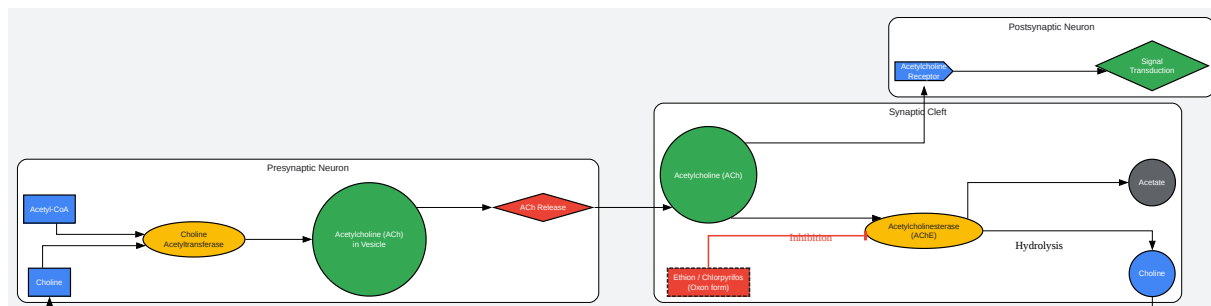 Postsynaptic Neuron
Acetylcholine
Receptor
Signal
Transduction
Synaptic Cleft
Acetylcholine (ACh)
Acetate
Acetylcholinesterase
(AChE)
Inhibition
Hydrolysis
Ethion / Chlorpyrifos
(Oxon form)
Choline
Presynaptic Neuron
Acetyl-CoA
Choline
Acetyltransferase
Acetylcholine (ACh)
in Vesicle
ACh Release
Choline